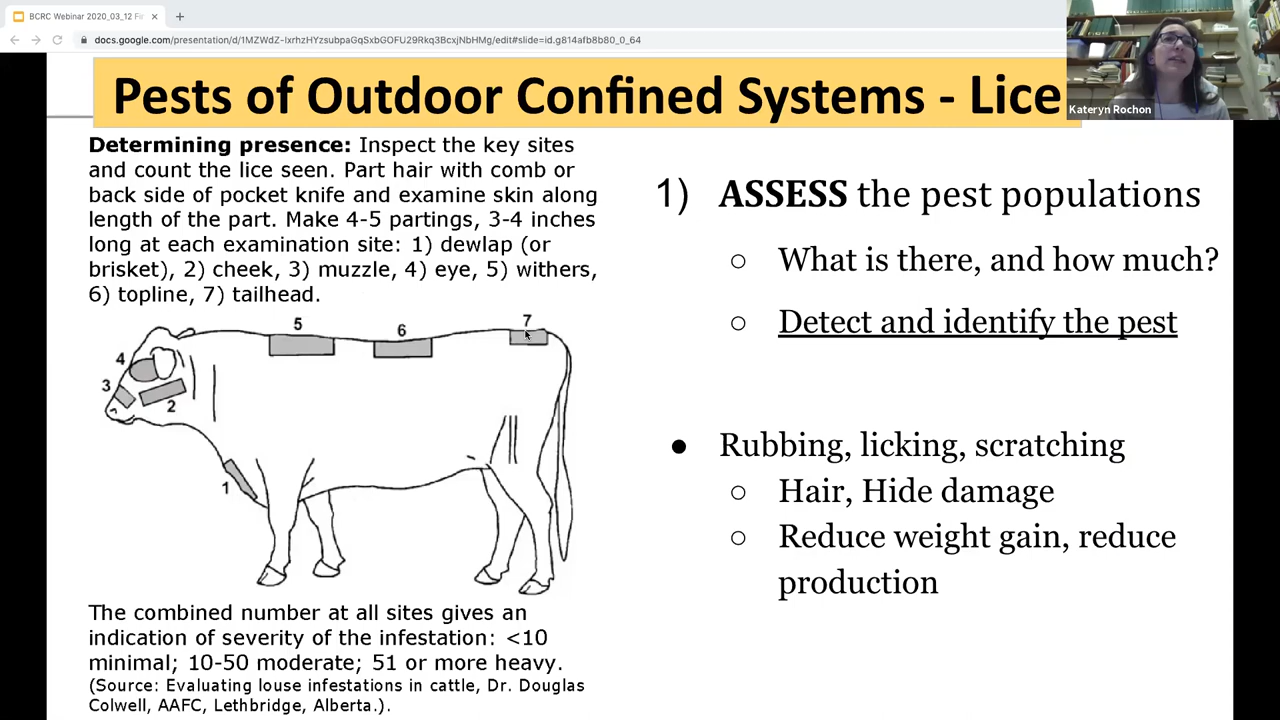 BCRC Webinar 2020_03_12 Fi
docs.google.com/presentation/d/1MZWdZ-IxrhzHYzsubpaGqSxbGOFU29Rkq3BcxjNbHMg/edit#slide=id.g814afb8b80_0_64
Kateryn Rochon
Pests of Outdoor Confined Systems - Lice
Determining presence: Inspect the key sites
and count the lice seen. Part hair with comb or
back side of pocket knife and examine skin along
length of the part. Make 4-5 partings, 3-4 inches
long at each examination site: 1) dewlap (or
brisket), 2) cheek, 3) muzzle, 4) eye, 5) withers,
6) topline, 7) tailhead.
5
6
7
4
3
2
1
The combined number at all sites gives an
indication of severity of the infestation: <10
minimal; 10-50 moderate; 51 or more heavy.
(Source: Evaluating louse infestations in cattle, Dr. Douglas
Colwell, AAFC, Lethbridge, Alberta.).
1) ASSESS the pest populations
○ What is there, and how much?
○ Detect and identify the pest
● Rubbing, licking, scratching
○ Hair, Hide damage
○ Reduce weight gain, reduce
production